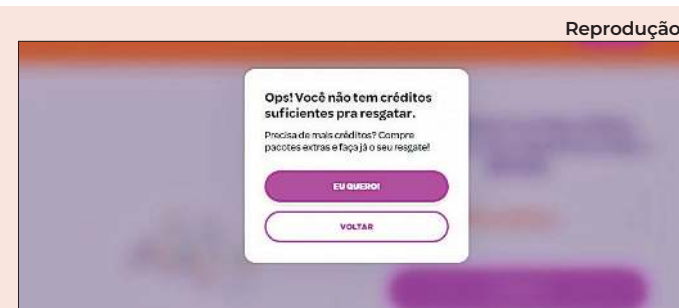 Reprodução
Ops! Você não tem créditos
suficientes pra resgatar.
Precisa de mais créditos? Compre
pacotes extras e faça já o seu resgate!
EU QUERO!
VOLTAR